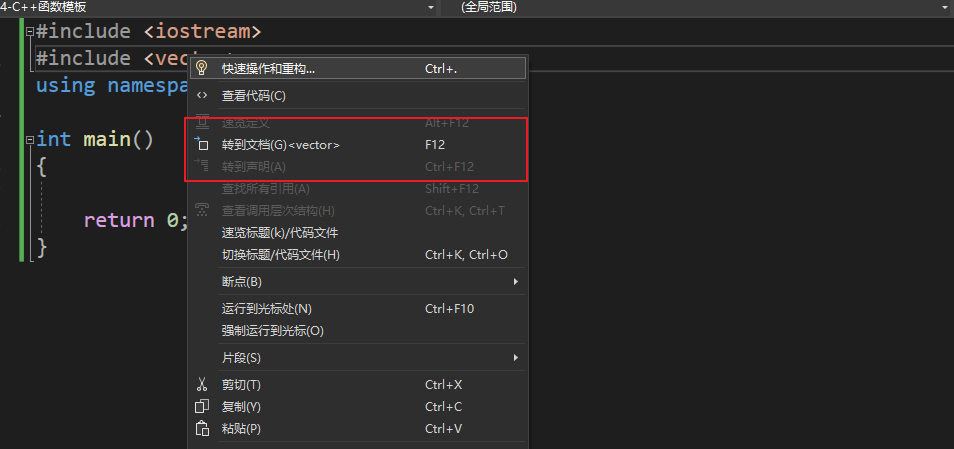 4-C++函数模板 (全局范围)
#include <iostream>
#include <vec
using namespa
int main()
{
return 0;
}
快速操作和重构... Ctrl+.
查看代码(C)
速览定义 Alt+F12
转到文档(G)<vector> F12
转到声明(A) Ctrl+F12
查找所有引用(A) Shift+F12
查看调用层次结构(H) Ctrl+K, Ctrl+T
速览标题(k)/代码文件
切换标题/代码文件(H) Ctrl+K, Ctrl+O
断点(B)
运行到光标处(N) Ctrl+F10
强制运行到光标(O)
片段(S)
剪切(T) Ctrl+X
复制(Y) Ctrl+C
粘贴(P) Ctrl+V